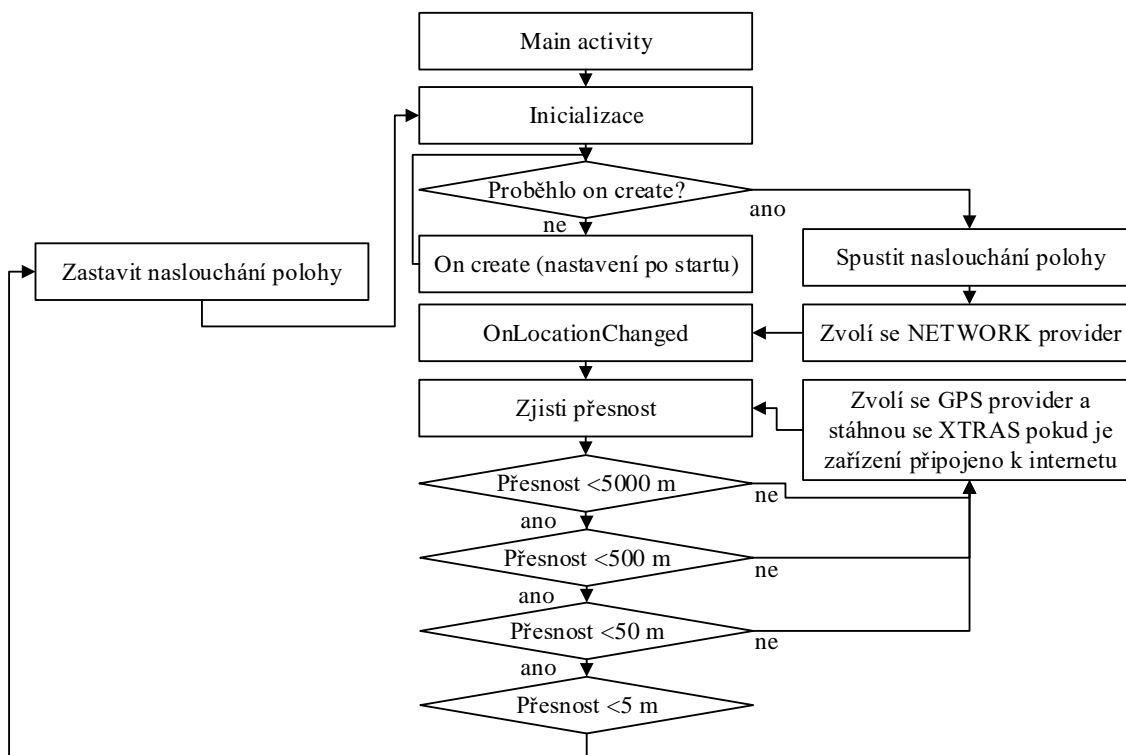 Main activity
Inicializace
Proběhlo on create?
ano
ne
Zastavit naslouchání polohy
On create (nastavení po startu)
Spustit naslouchání polohy
OnLocationChanged
Zvolí se NETWORK provider
Zjisti přesnost
Zvolí se GPS provider a
stáhnou se XTRAS pokud je
zařízení připojeno k internetu
Přesnost <5000 m
ne
ano
Přesnost <500 m
ne
ano
Přesnost <50 m
ne
ano
Přesnost <5 m